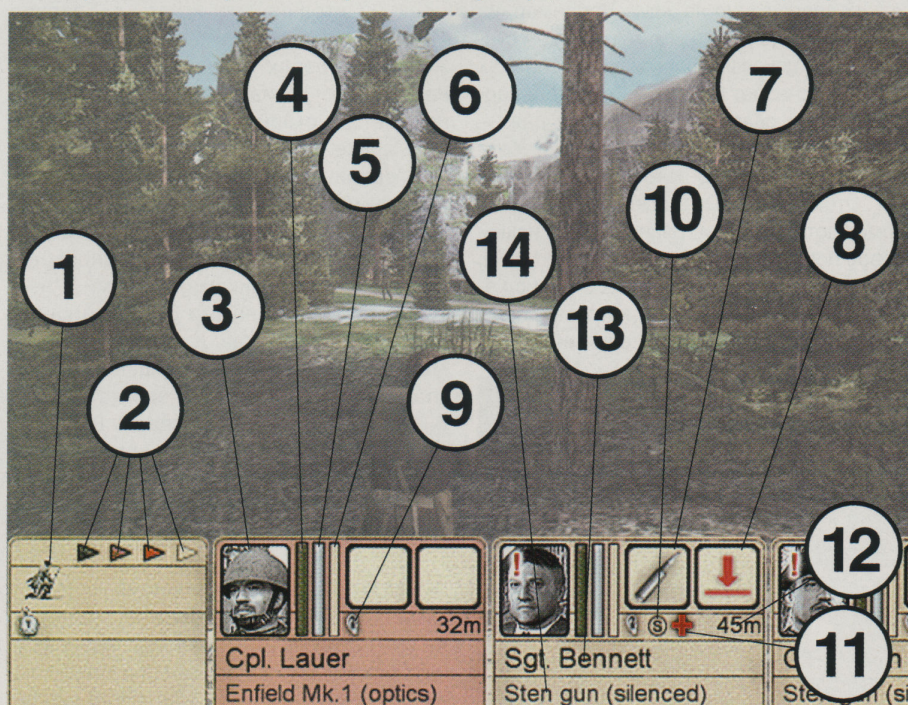 4
6
7
5
10
8
14
1
3
13
9
2
12
!
!
S
32m
45m
11
Cpl. Lauer
Sgt. Bennett
Enfield Mk.1 (optics)
Sten gun (silenced)